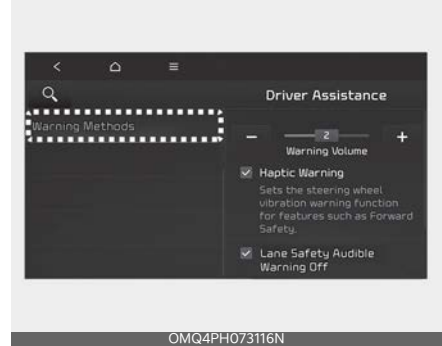 Driver Assistance
Warning Methods
− 2 +
Warning Volume
Haptic Warning
Sets the steering wheel
vibration warning function
for features such as Forward
Safety.
Lane Safety Audible
Warning Off
OMQ4PH073116N